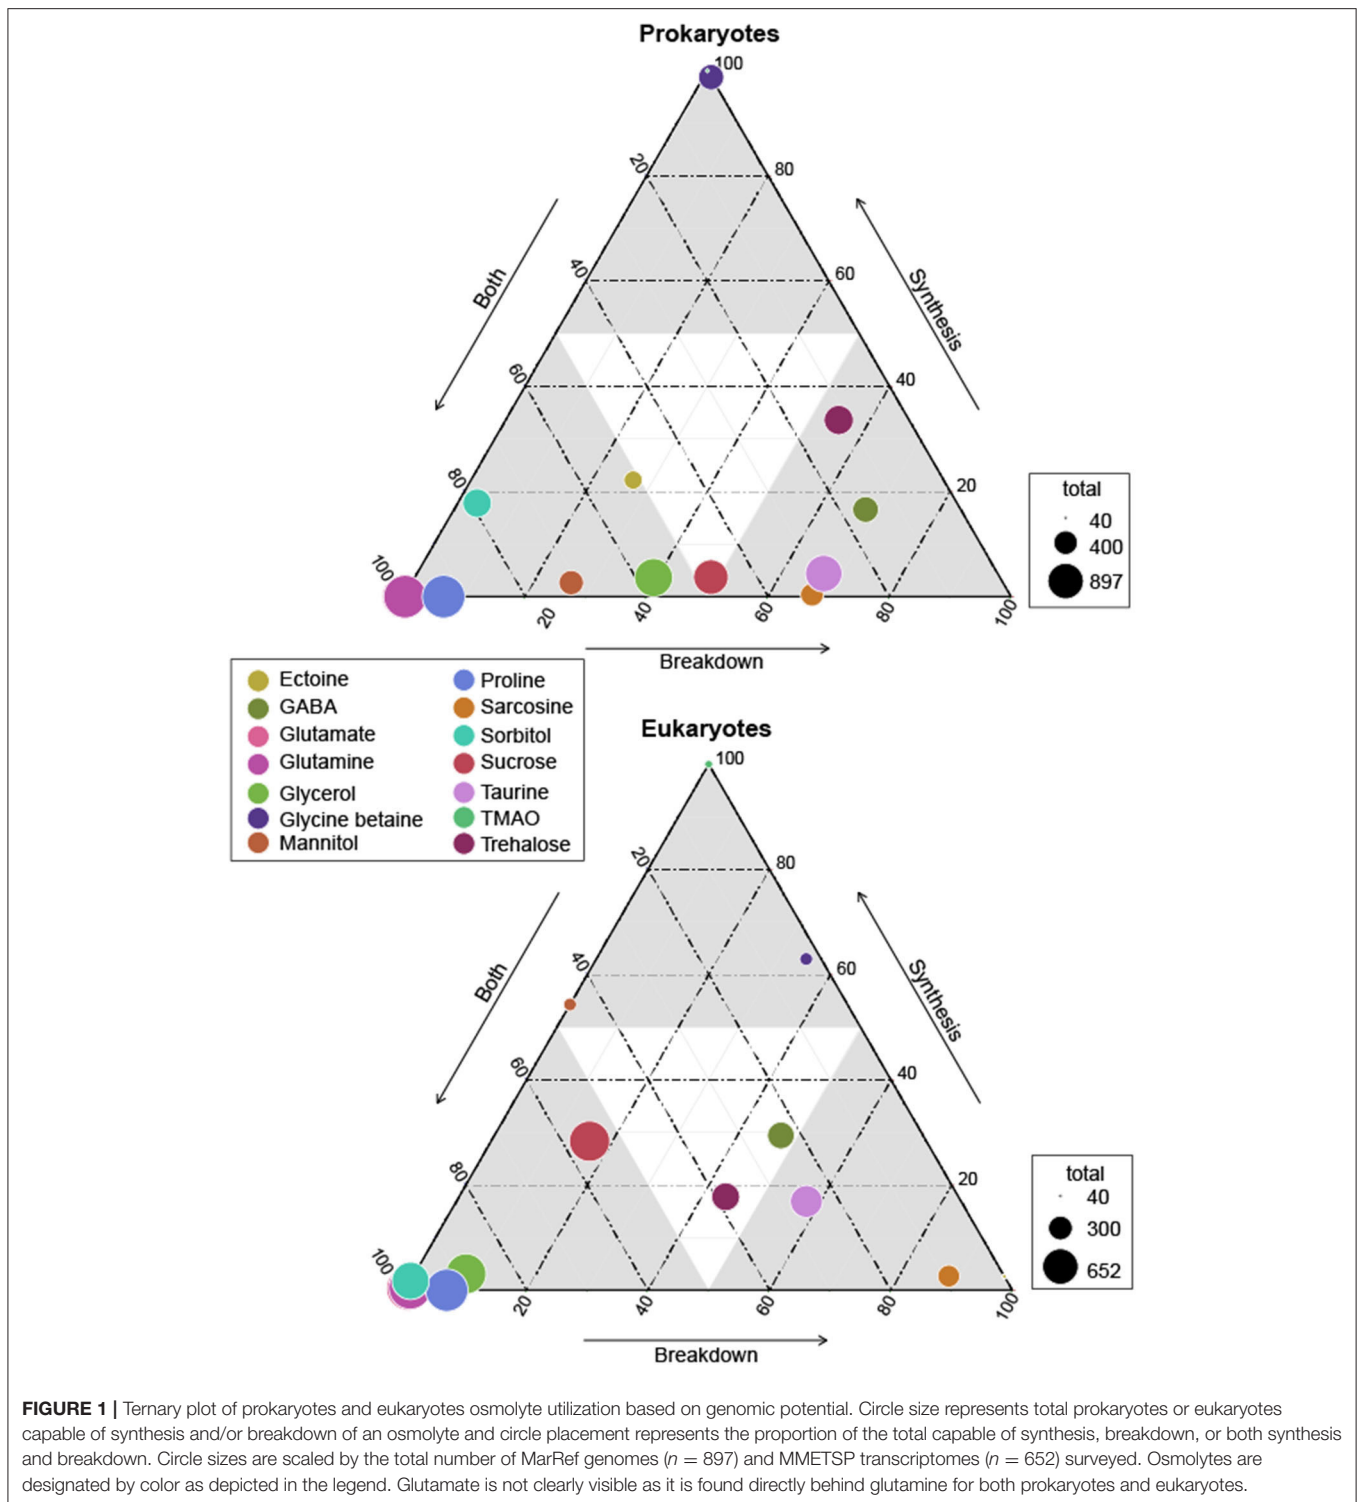 Prokaryotes
100
20
80
40
60
Both
Synthesis
60
40
80
20
100
20
40
60
80
100
Breakdown
total
40
400
897
Ectoine
GABA
Glutamate
Glutamine
Glycerol
Glycine betaine
Mannitol
Proline
Sarcosine
Sorbitol
Sucrose
Taurine
TMAO
Trehalose
Eukaryotes
100
20
80
40
60
Both
Synthesis
60
40
80
20
100
20
40
60
80
100
Breakdown
total
40
300
652
FIGURE 1 | Ternary plot of prokaryotes and eukaryotes osmolyte utilization based on genomic potential. Circle size represents total prokaryotes or eukaryotes
capable of synthesis and/or breakdown of an osmolyte and circle placement represents the proportion of the total capable of synthesis, breakdown, or both synthesis
and breakdown. Circle sizes are scaled by the total number of MarRef genomes (n = 897) and MMETSP transcriptomes (n = 652) surveyed. Osmolytes are
designated by color as depicted in the legend. Glutamate is not clearly visible as it is found directly behind glutamine for both prokaryotes and eukaryotes.